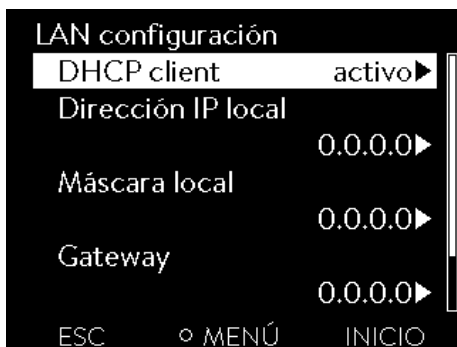 LAN configuración
DHCP client activo▶
Dirección IP local
0.0.0.0▶
Máscara local
0.0.0.0▶
Gateway
0.0.0.0▶
ESC ○ MENÚ INICIO